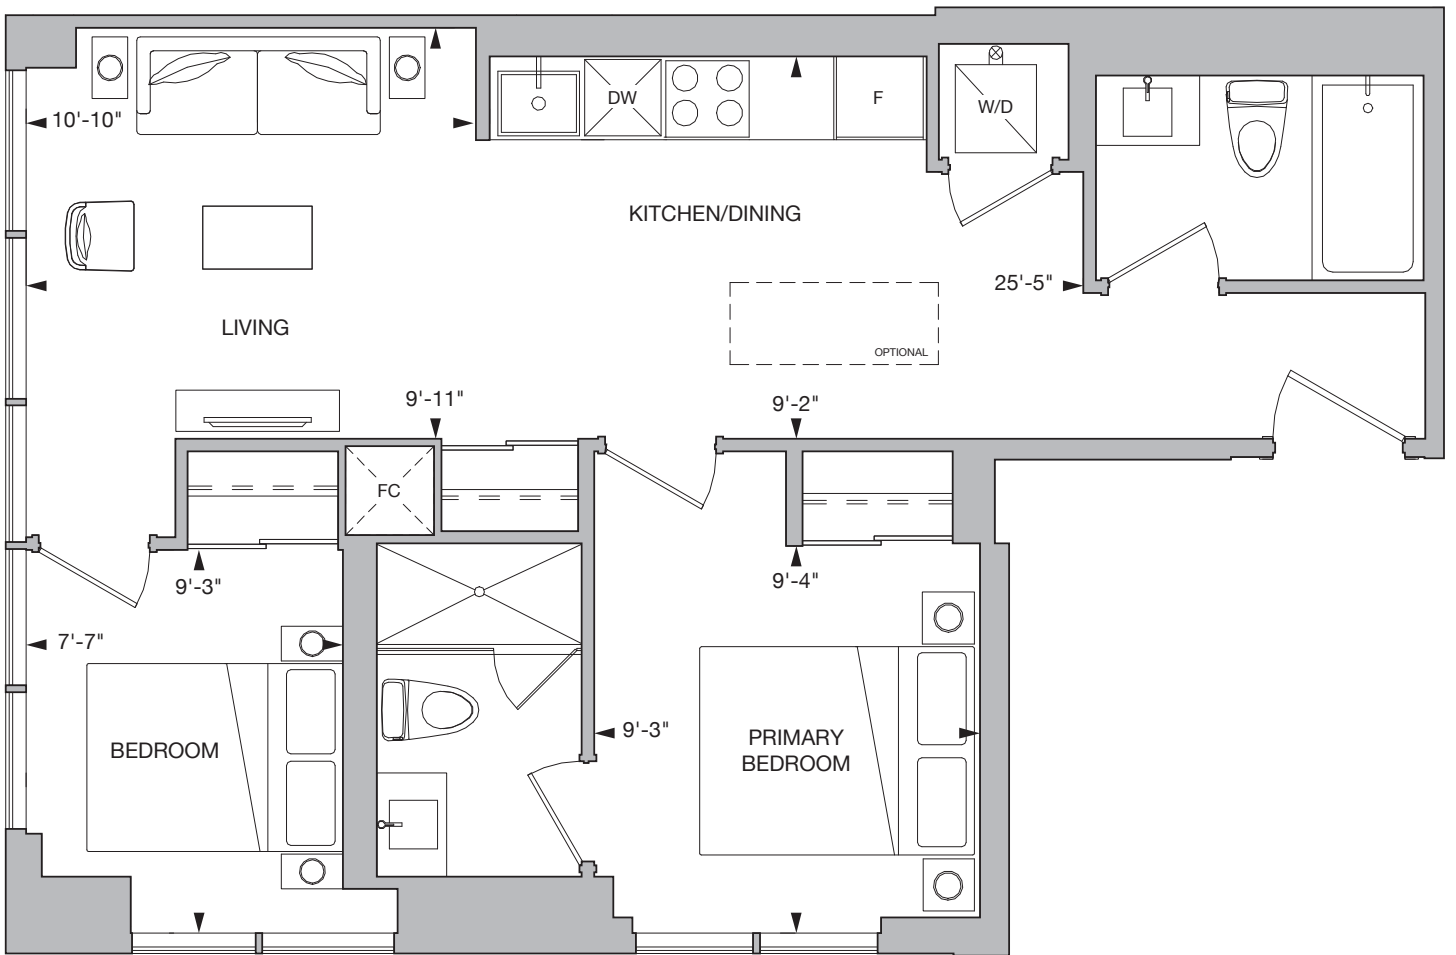 DW
F
W/D
10'-10"
KITCHEN/DINING
25'-5"
LIVING
OPTIONAL
9'-11"
9'-2"
FC
9'-3"
9'-4"
7'-7"
9'-3"
BEDROOM
PRIMARY
BEDROOM